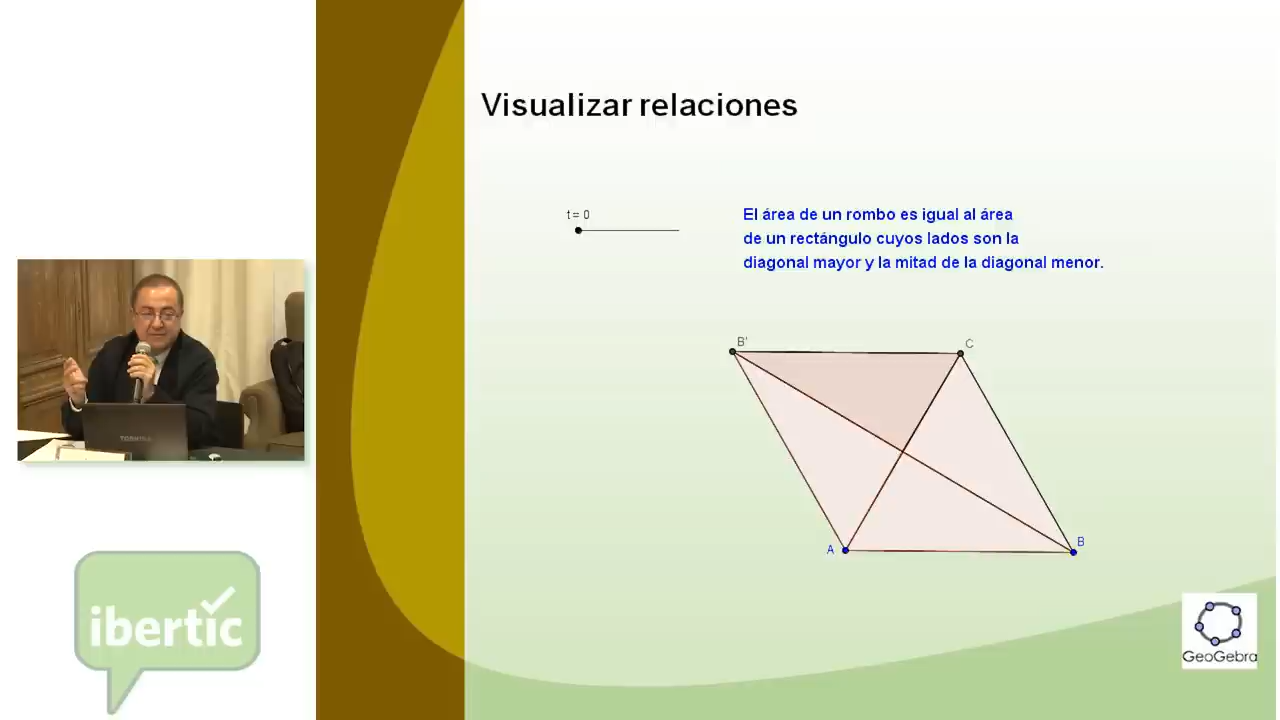 Visualizar relaciones
t = 0
El área de un rombo es igual al área
de un rectángulo cuyos lados son la
diagonal mayor y la mitad de la diagonal menor.
B'
C
A
B
TOSHIBA
ibertic
GeoGebra